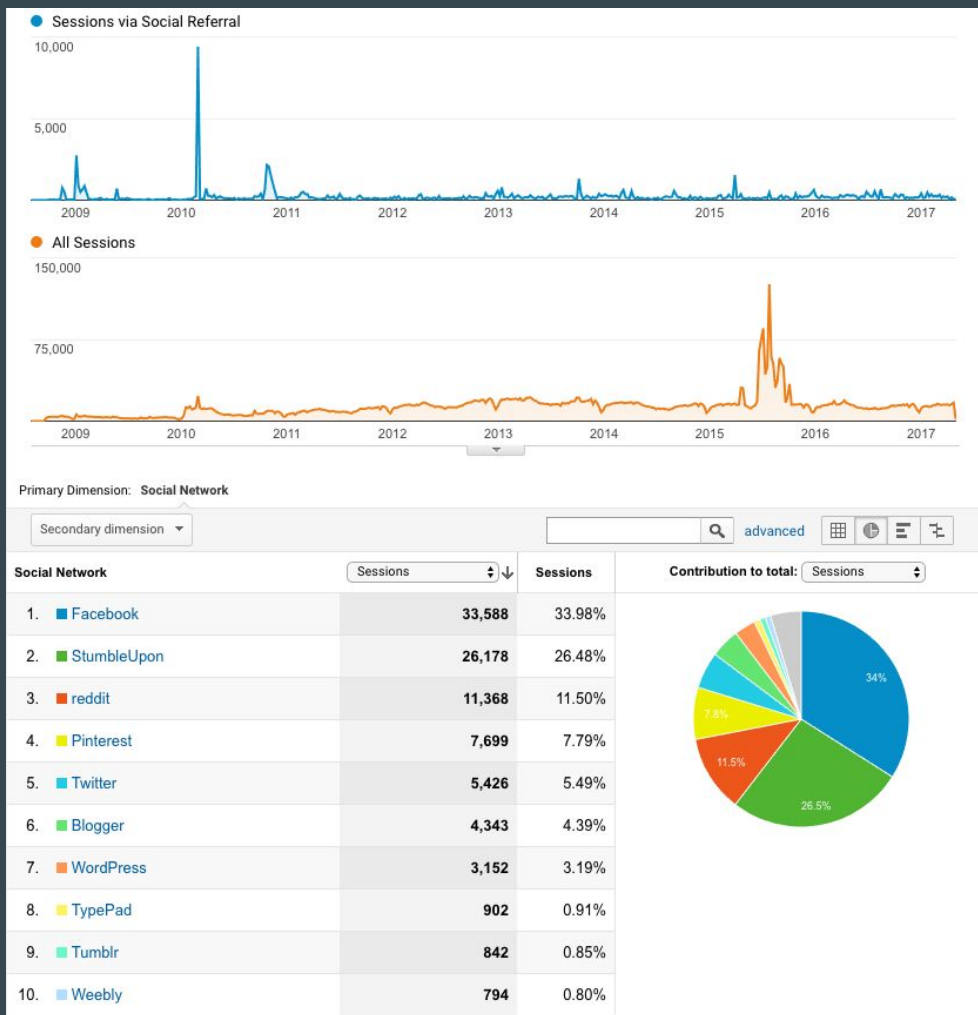 Sessions via Social Referral
10,000
5,000
2009 2010 2011 2012 2013 2014 2015 2016 2017
All Sessions
150,000
75,000
2009 2010 2011 2012 2013 2014 2015 2016 2017
Primary Dimension: Social Network
Secondary dimension advanced
Social Network Sessions Sessions Contribution to total: Sessions
1. Facebook 33,588 33.98%
2. StumbleUpon 26,178 26.48%
3. reddit 11,368 11.50%
4. Pinterest 7,699 7.79%
5. Twitter 5,426 5.49%
6. Blogger 4,343 4.39%
7. WordPress 3,152 3.19%
8. TypePad 902 0.91%
9. Tumblr 842 0.85%
10. Weebly 794 0.80%
34%
7.8%
11.5%
26.5%